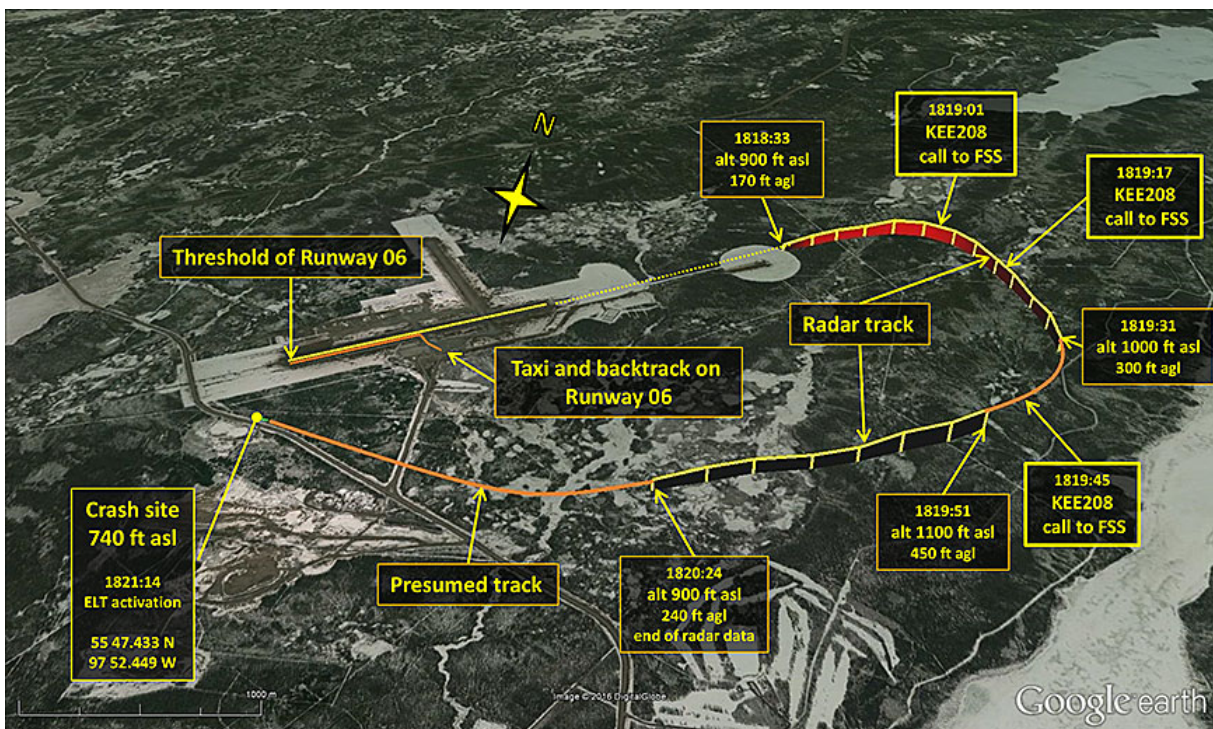 N
1819:01
KEE208
call to FSS
1818:33
alt 900 ft asl
170 ft agl
1819:17
KEE208
call to FSS
Threshold of Runway 06
Radar track
1819:31
alt 1000 ft asl
300 ft agl
Taxi and backtrack on
Runway 06
1819:45
KEE208
call to FSS
1819:51
alt 1100 ft asl
450 ft agl
Crash site
740 ft asl
1821:14
ELT activation
55 47.433 N
97 52.449 W
Presumed track
1820:24
alt 900 ft asl
240 ft agl
end of radar data
1000 m
Image © 2016 DigitalGlobe
Google earth